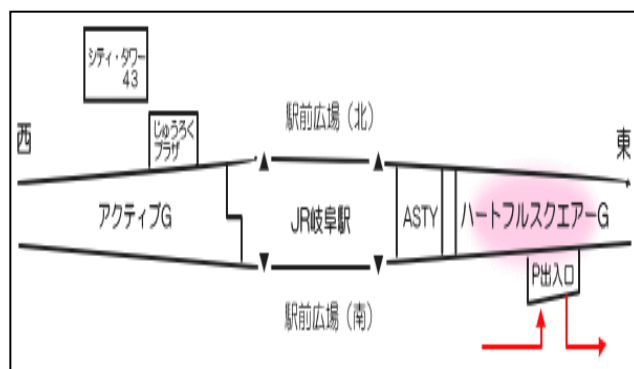 シティ・タワー
43
西
じゅうろく
プラザ
駅前広場（北）
東
アクティブG
JR岐阜駅
ASTY
ハートフルスクエアーG
P出入口
駅前広場（南）